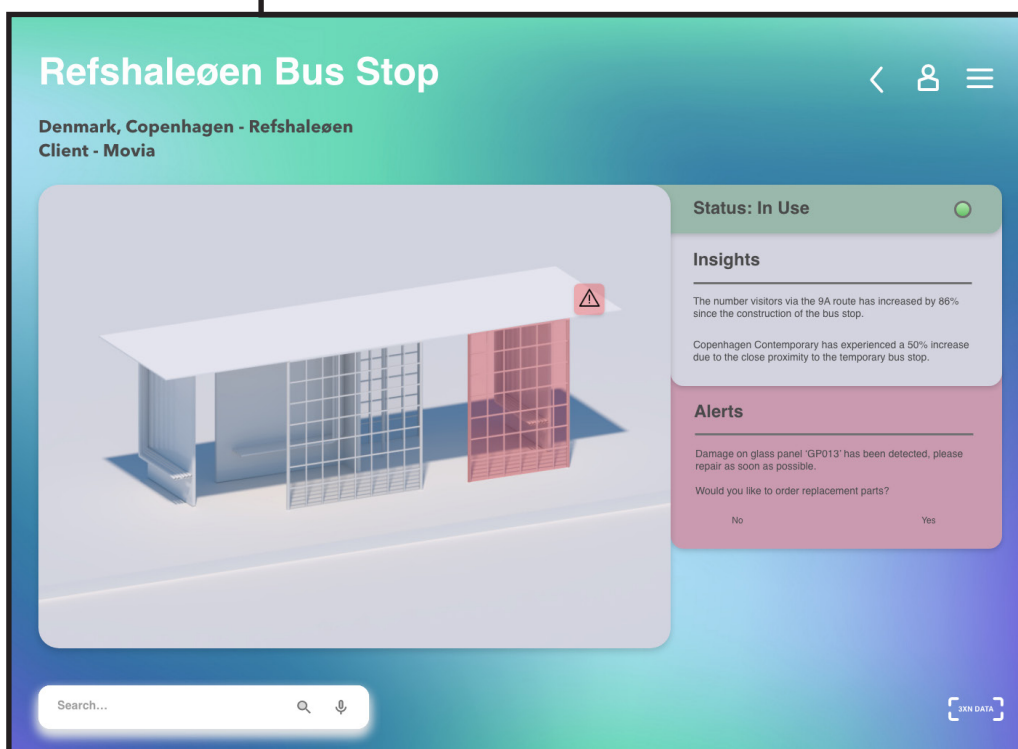 Refshaleøen Bus Stop
Denmark, Copenhagen - Refshaleøen
Client - Movia
Status: In Use
Insights
The number visitors via the 9A route has increased by 86%
since the construction of the bus stop.
Copenhagen Contemporary has experienced a 50% increase
due to the close proximity to the temporary bus stop.
Alerts
Damage on glass panel ‘GP013’ has been detected, please
repair as soon as possible.
Would you like to order replacement parts?
No Yes
Search...
3XN DATA